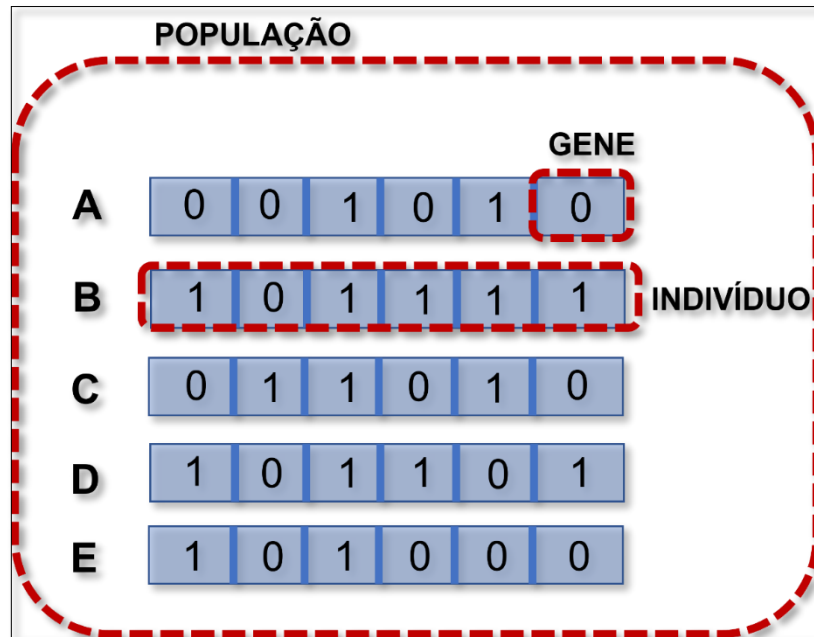 POPULAÇÃO
GENE
A 0 0 1 0 1 0
B 1 0 1 1 1 1 INDIVÍDUO
C 0 1 1 0 1 0
D 1 0 1 1 0 1
E 1 0 1 0 0 0